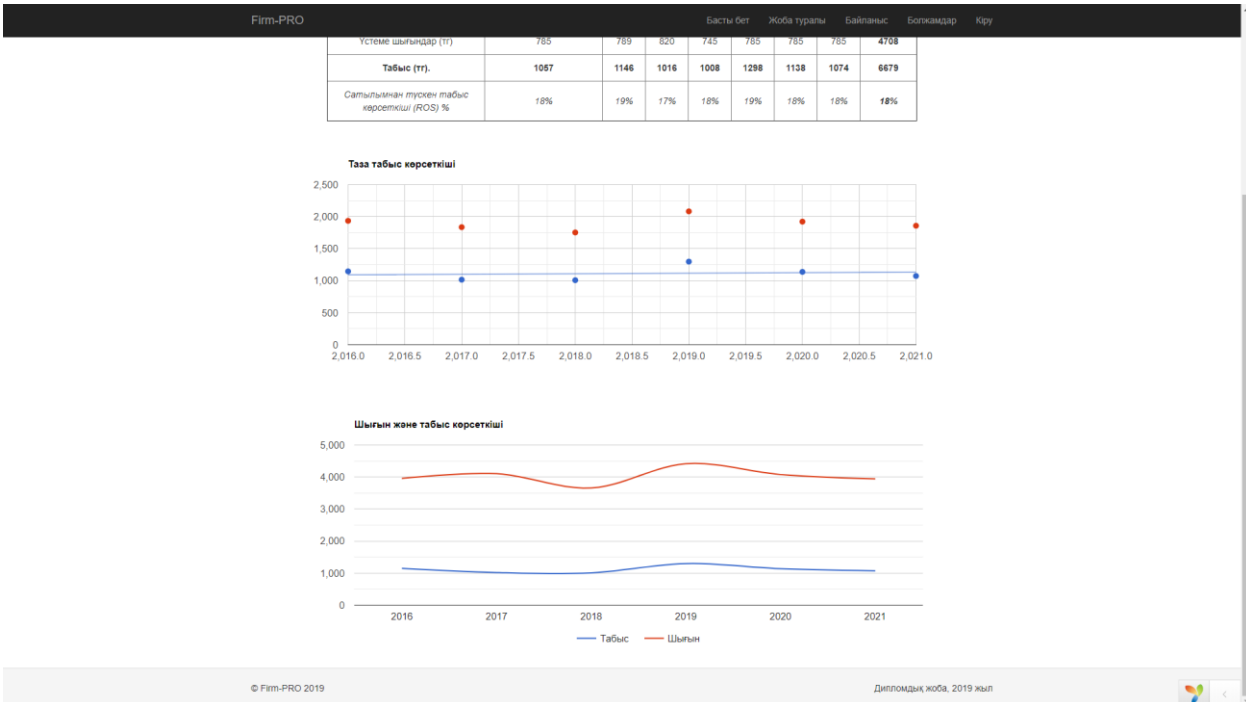 Firm-PRO Басты бет Жоба туралы Байланыс Болжамдар Кіру
Үстеме шығындар (тг) 785 789 820 745 785 785 785 4708
Табыс (тг). 1057 1146 1016 1008 1298 1138 1074 6679
Сатылымнан түскен табыс
көрсеткіші (ROS) % 18% 19% 17% 18% 19% 18% 18% 18%
Таза табыс көрсеткіші
2,500
2,000
1,500
1,000
500
0
2,016.0 2,016.5 2,017.0 2,017.5 2,018.0 2,018.5 2,019.0 2,019.5 2,020.0 2,020.5 2,021.0
Шығын және табыс көрсеткіші
5,000
4,000
3,000
2,000
1,000
0
2016 2017 2018 2019 2020 2021
Табыс Шығын
© Firm-PRO 2019 Дипломдық жоба, 2019 жыл